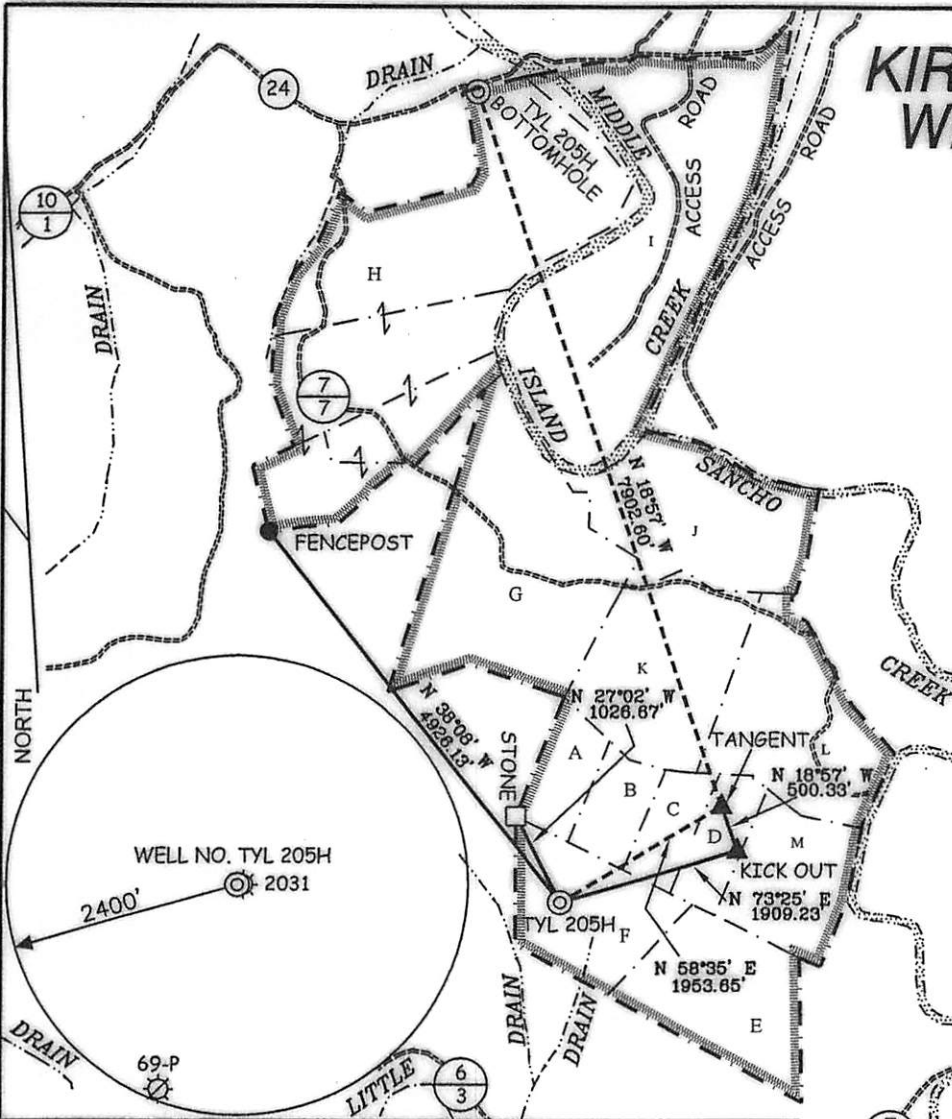 KIR
DRAIN
24
MIDDLE
ROAD
TYL 205H
BOTTOMHOLE
ROAD
10
1
ACCESS
ACCESS
I
H
DRAIN
CREEK
7
7
ISLAND
N 18°57' W
7902.60'
SANCHO
FENCEPOST
J
G
CREEK
NORTH
K
N 38°08' W
4926.13'
N 27°02' W
1026.67'
STONE
TANGENT
A
L
N 18°57' W
500.33'
B
C
D
M
WELL NO. TYL 205H
2031
KICK OUT
2400'
N 73°25' E
1909.23'
TYL 205H
F
N 58°35' E
1953.65'
DRAIN
DRAIN
E
DRAIN
69-P
LITTLE
6
3